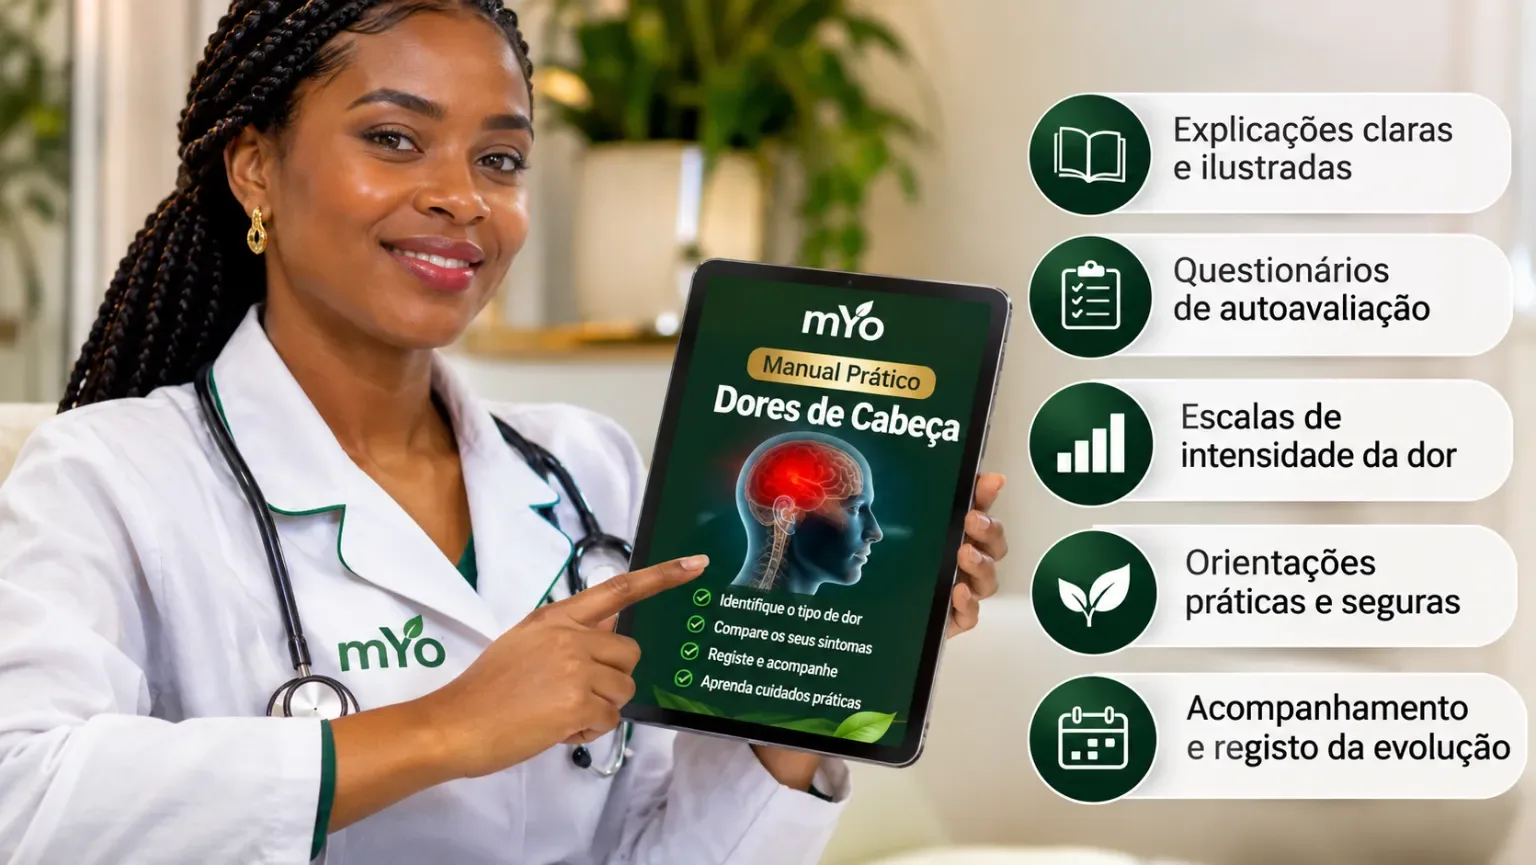 mYo
mYo
Manual Prático
Dores de Cabeça
Identifique o tipo de dor
Compare os seus sintomas
Registe e acompanhe
Aprenda cuidados práticos
Explicações claras
e ilustradas
Questionários
de autoavaliação
Escalas de
intensidade da dor
Orientações
práticas e seguras
Acompanhamento
e registo da evolução